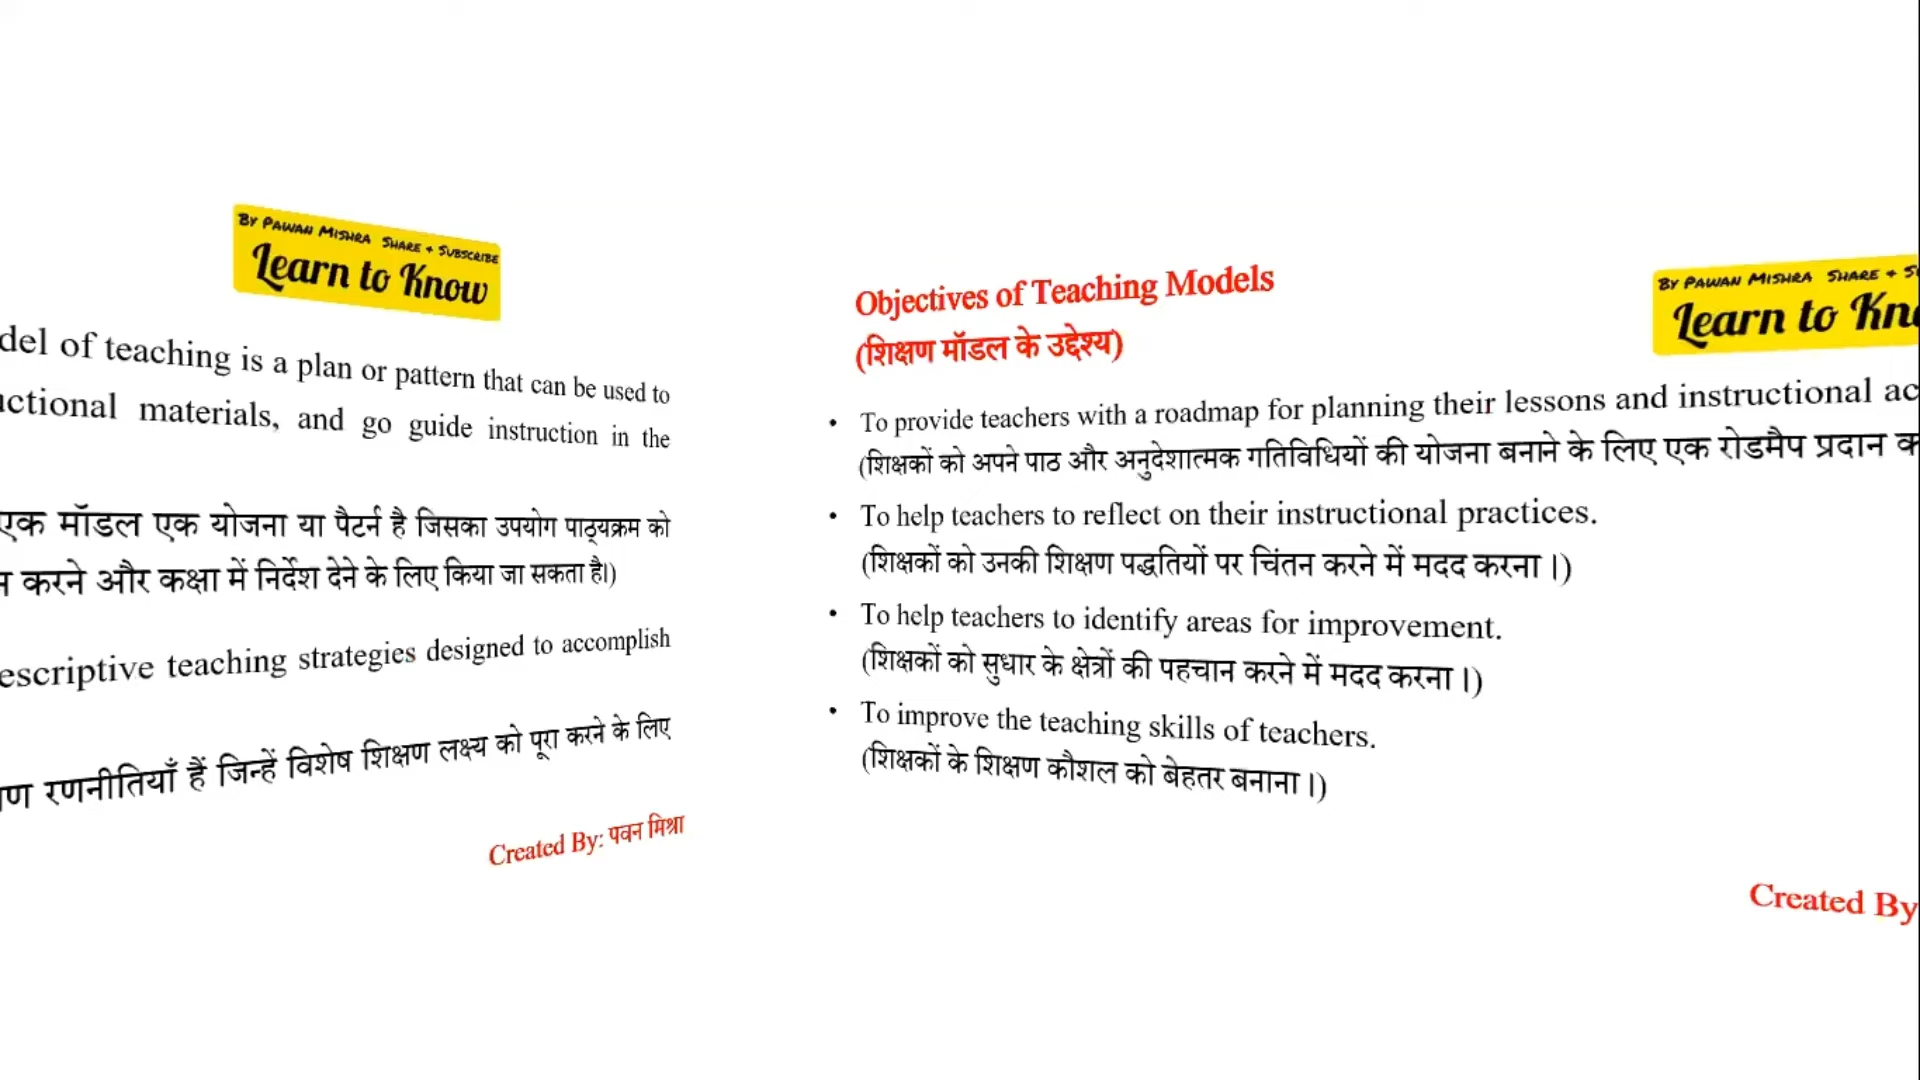 By Pawan Mishra Share + Subscribe
Learn to Know
of teaching is a plan or pattern that can be used to
materials, and go guide instruction in the
एक मॉडल एक योजना या पैटर्न है जिसका उपयोग पाठ्यक्रम को
करने और कक्षा में निर्देश देने के लिए किया जा सकता है।)
teaching strategies designed to accomplish
रणनीतियाँ हैं जिन्हें विशेष शिक्षण लक्ष्य को पूरा करने के लिए
Created By: पवन मिश्रा
Objectives of Teaching Models
(शिक्षण मॉडल के उद्देश्य)
By Pawan Mishra Share +
Learn to
• To provide teachers with a roadmap for planning their lessons and instructional
(शिक्षकों को अपने पाठ और अनुदेशात्मक गतिविधियों की योजना बनाने के लिए एक रोडमैप प्रदान
• To help teachers to reflect on their instructional practices.
(शिक्षकों को उनकी शिक्षण पद्धतियों पर चिंतन करने में मदद करना।)
• To help teachers to identify areas for improvement.
(शिक्षकों को सुधार के क्षेत्रों की पहचान करने में मदद करना।)
• To improve the teaching skills of teachers.
(शिक्षकों के शिक्षण कौशल को बेहतर बनाना।)
Created By